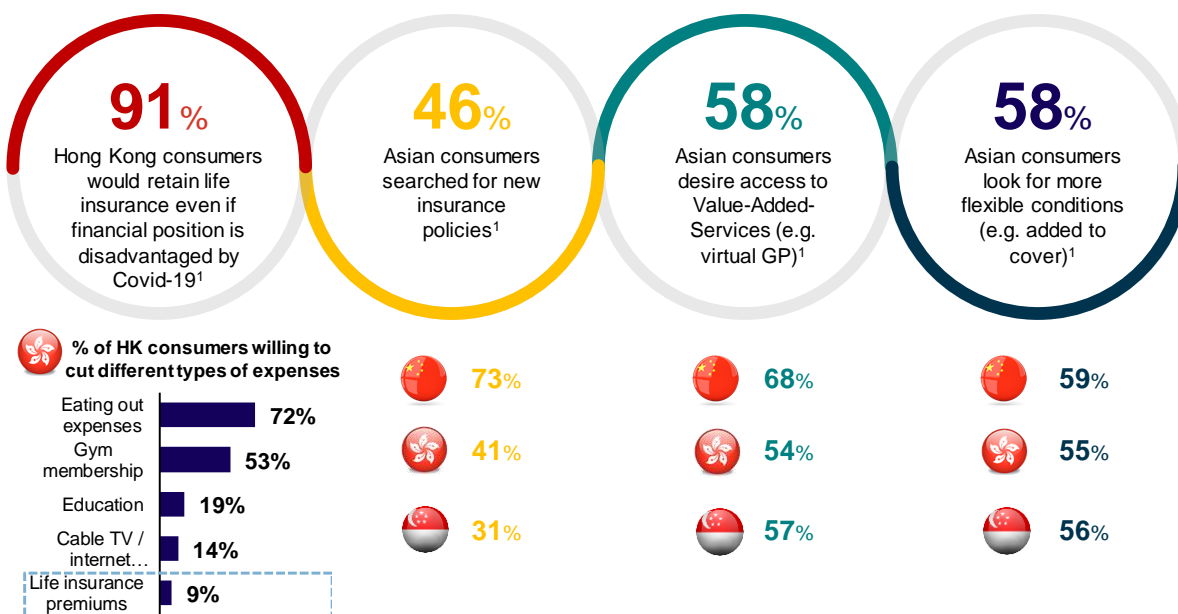 91%
Hong Kong consumers
would retain life
insurance even if
financial position is
disadvantaged by
Covid-19¹
46%
Asian consumers
searched for new
insurance
policies¹
58%
Asian consumers
desire access to
Value-Added-
Services (e.g.
virtual GP)¹
58%
Asian consumers
look for more
flexible conditions
(e.g. added to
cover)¹
% of HK consumers willing to
cut different types of expenses
Eating out
expenses
72%
Gym
membership
53%
Education
19%
Cable TV /
internet...
14%
Life insurance
premiums
9%
73%
41%
31%
68%
54%
57%
59%
55%
56%